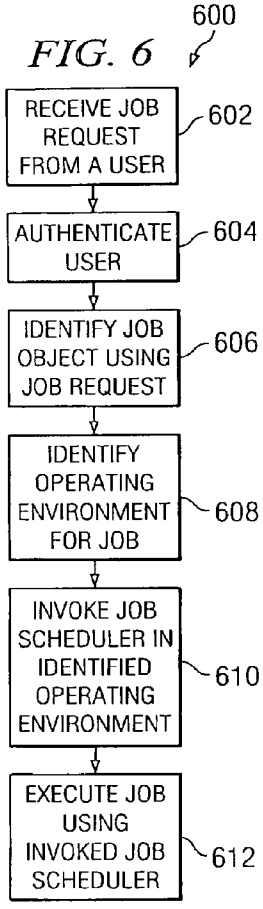 600
FIG. 6
RECEIVE JOB
REQUEST
FROM A USER
602
AUTHENTICATE
USER
604
IDENTIFY JOB
OBJECT USING
JOB REQUEST
606
IDENTIFY
OPERATING
ENVIRONMENT
FOR JOB
608
INVOKE JOB
SCHEDULER IN
IDENTIFIED
OPERATING
ENVIRONMENT
610
EXECUTE JOB
USING
INVOKED JOB
SCHEDULER
612